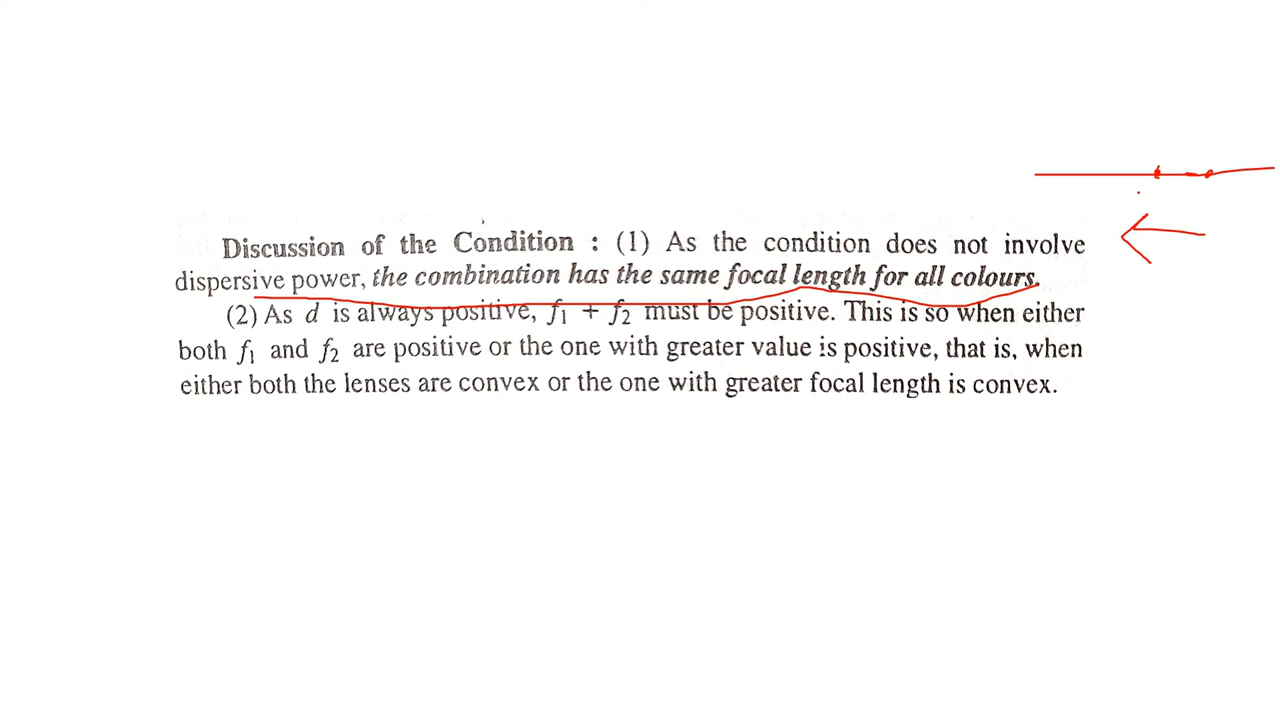 Discussion of the Condition : (1) As the condition does not involve
dispersive power, the combination has the same focal length for all colours.
(2) As d is always positive, f₁ + f₂ must be positive. This is so when either
both f₁ and f₂ are positive or the one with greater value is positive, that is, when
either both the lenses are convex or the one with greater focal length is convex.